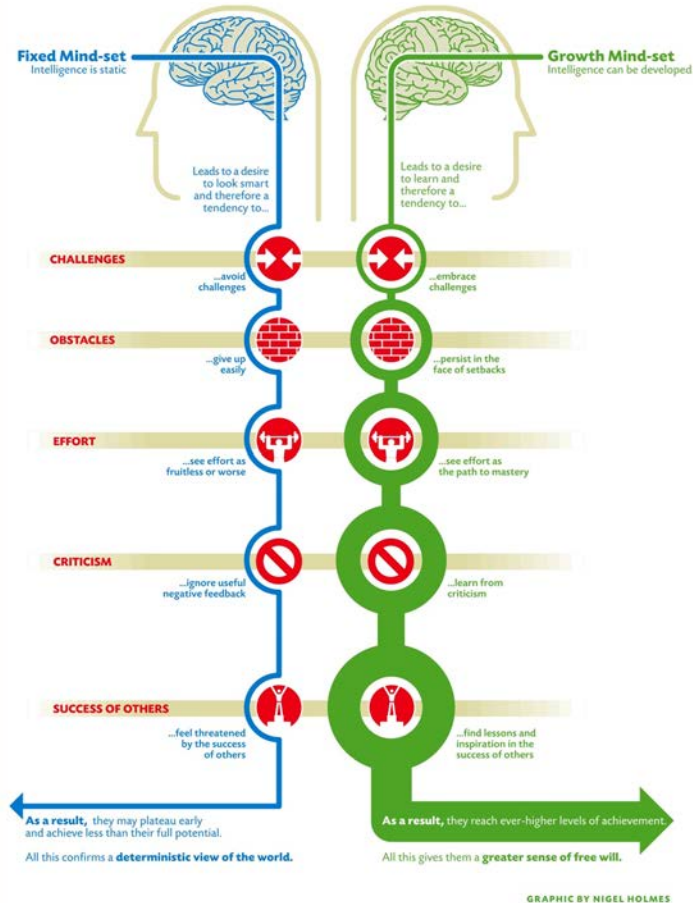 Fixed Mind-set
Intelligence is static
Growth Mind-set
Intelligence can be developed
Leads to a desire
to look smart
and therefore a
tendency to...
Leads to a desire
to learn and
therefore a
tendency to...
CHALLENGES
...avoid
challenges
...embrace
challenges
OBSTACLES
...give up
easily
...persist in the
face of setbacks
EFFORT
...see effort as
fruitless or worse
...see effort as
the path to mastery
CRITICISM
...ignore useful
negative feedback
...learn from
criticism
SUCCESS OF OTHERS
...feel threatened
by the success
of others
...find lessons and
inspiration in the
success of others
As a result, they may plateau early
and achieve less than their full potential.
All this confirms a deterministic view of the world.
As a result, they reach ever-higher levels of achievement.
All this gives them a greater sense of free will.
GRAPHIC BY NIGEL HOLMES